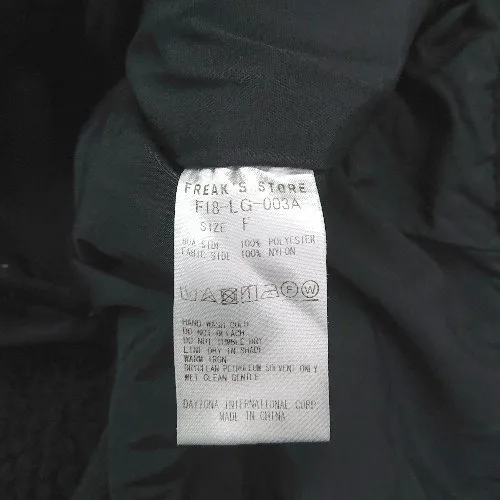 FREAK'S STORE
F18-LG-003A
SIZE F
BOA SIDE 100% POLYESTER
FABRIC SIDE 100% NYLON
F W
HAND WASH COLD
DO NOT BLEACH
DO NOT TUMBLE DRY
LINE DRY IN SHADE
WARM IRON
PETROLEUM SOLVENT ONLY
WET CLEAN GENTLE
DAYTONA INTERNATIONAL CORP.
MADE IN CHINA